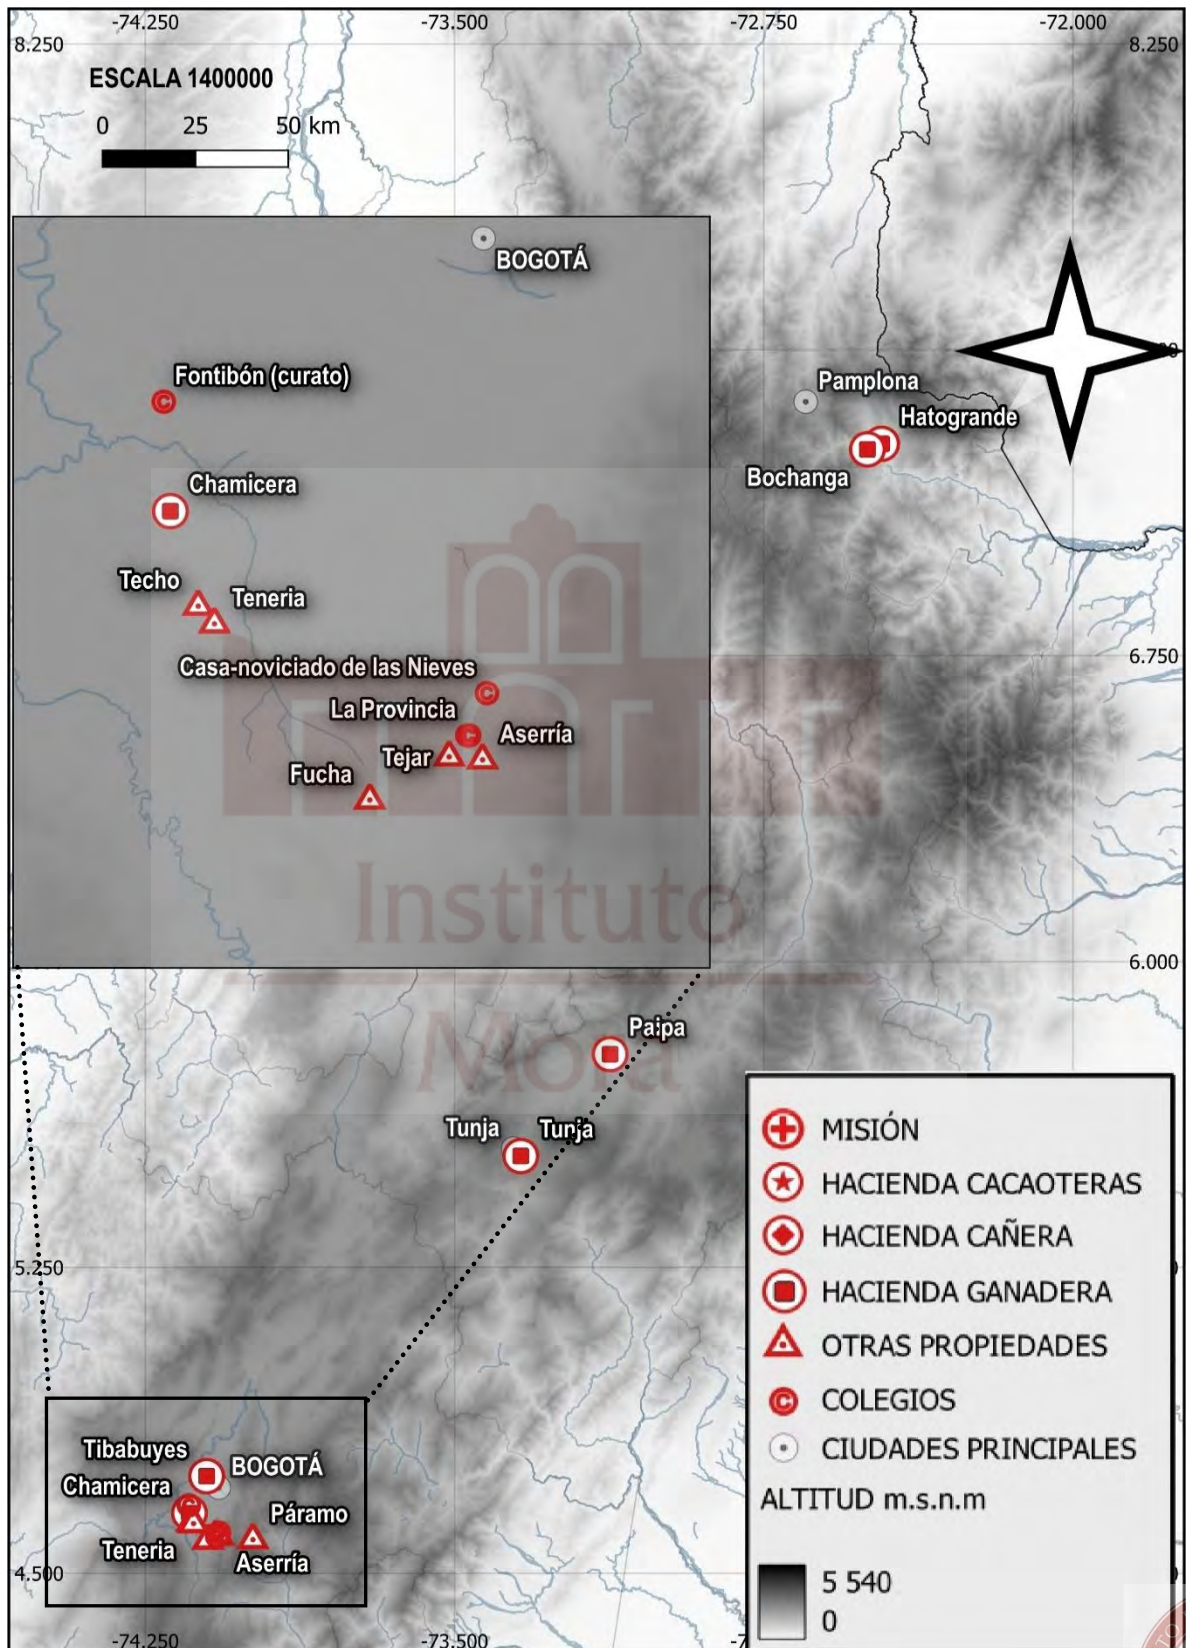 -74.250
-73.500
-72.750
-72.000
8.250
8.250
ESCALA 1400000
0 25 50 km
BOGOTÁ
Fontibón (curato)
Pamplona
Hatogrande
Bochanga
Chamicera
Techo
Teneria
6.750
Casa-noviciado de las Nieves
La Provincia
Aserría
Tejar
Fucha
Instituto
6.000
Mora
Paipa
Tunja
Tunja
MISIÓN
HACIENDA CACAOTERAS
HACIENDA CAÑERA
5.250
HACIENDA GANADERA
OTRAS PROPIEDADES
COLEGIOS
CIUDADES PRINCIPALES
Tibabuyes
BOGOTÁ
Chamicera
Páramo
Teneria
Aserría
ALTITUD m.s.n.m
4.500
5 540
0
-74.250
-73.500